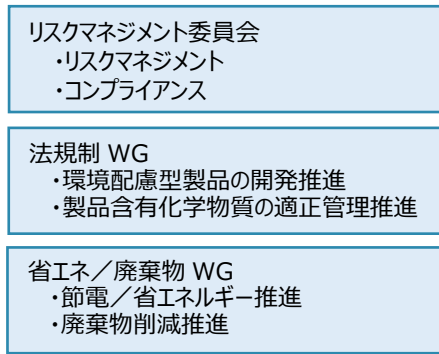 リスクマネジメント委員会
・リスクマネジメント
・コンプライアンス
法規制 WG
・環境配慮型製品の開発推進
・製品含有化学物質の適正管理推進
省エネ／廃棄物 WG
・節電／省エネルギー推進
・廃棄物削減推進